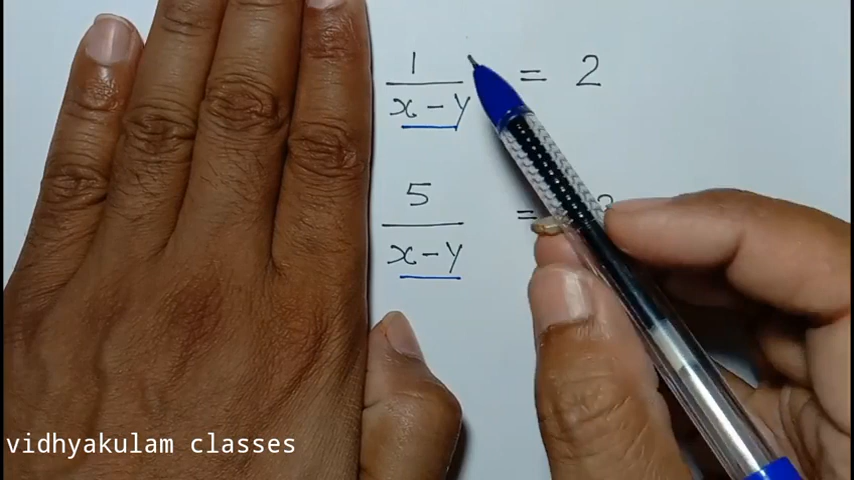 1/(x-y) = 2
5/(x-y) =
vidhyakulam classes